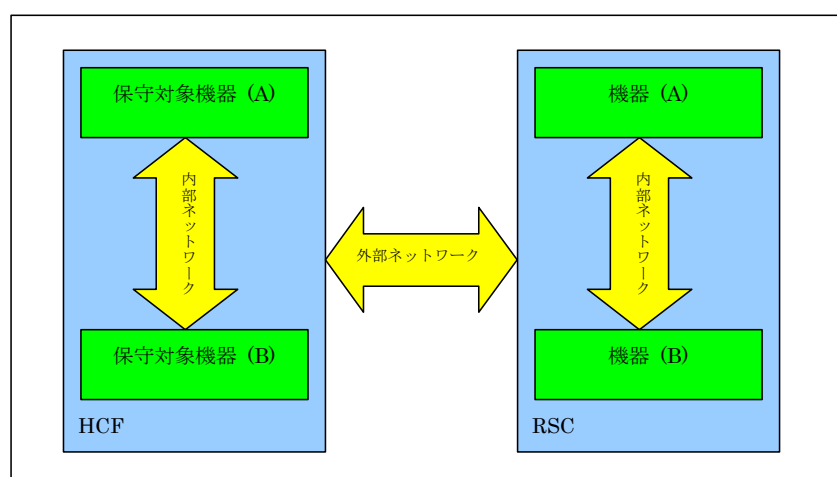 保守対象機器 (A)
内部ネットワーク
保守対象機器 (B)
HCF
外部ネットワーク
機器 (A)
内部ネットワーク
機器 (B)
RSC